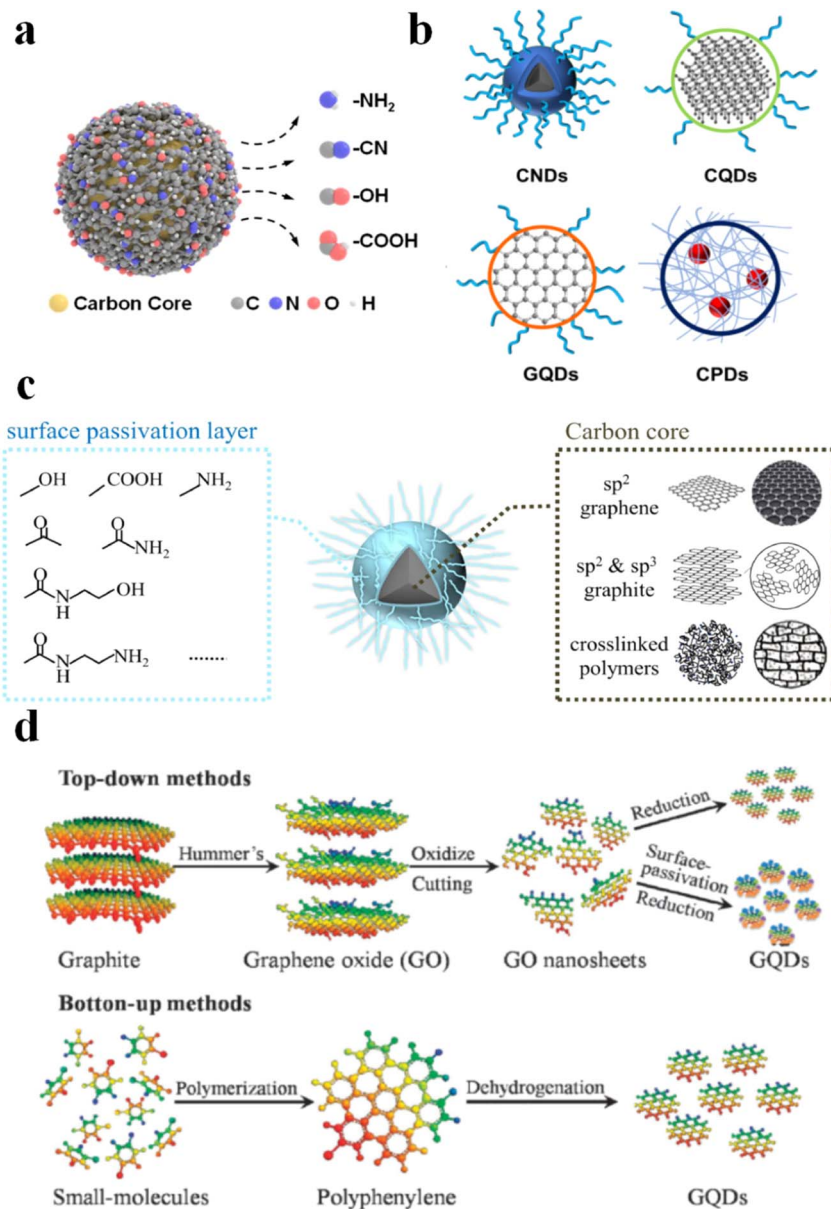 a
-NH2
-CN
-OH
-COOH
Carbon Core
C N O H
b
CNDs
CQDs
GQDs
CPDs
c
surface passivation layer
OH
COOH
NH2
O
O
NH2
O
N
H
OH
O
N
H
NH2
........
Carbon core
sp2
graphene
sp2 & sp3
graphite
crosslinked
polymers
d
Top-down methods
Hummer's
Oxidize
Cutting
Reduction
Surface-
passivation
Reduction
Graphite
Graphene oxide (GO)
GO nanosheets
GQDs
Botton-up methods
Polymerization
Dehydrogenation
Small-molecules
Polyphenylene
GQDs